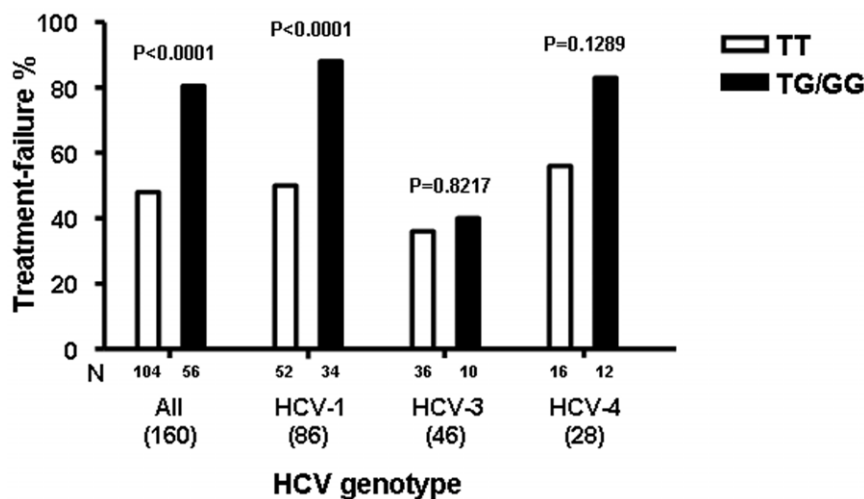 100
80
60
40
20
0
Treatment-failure %
P<0.0001
P<0.0001
P=0.8217
P=0.1289
TT
TG/GG
N 104 56 52 34 36 10 16 12
All HCV-1 HCV-3 HCV-4
(160) (86) (46) (28)
HCV genotype